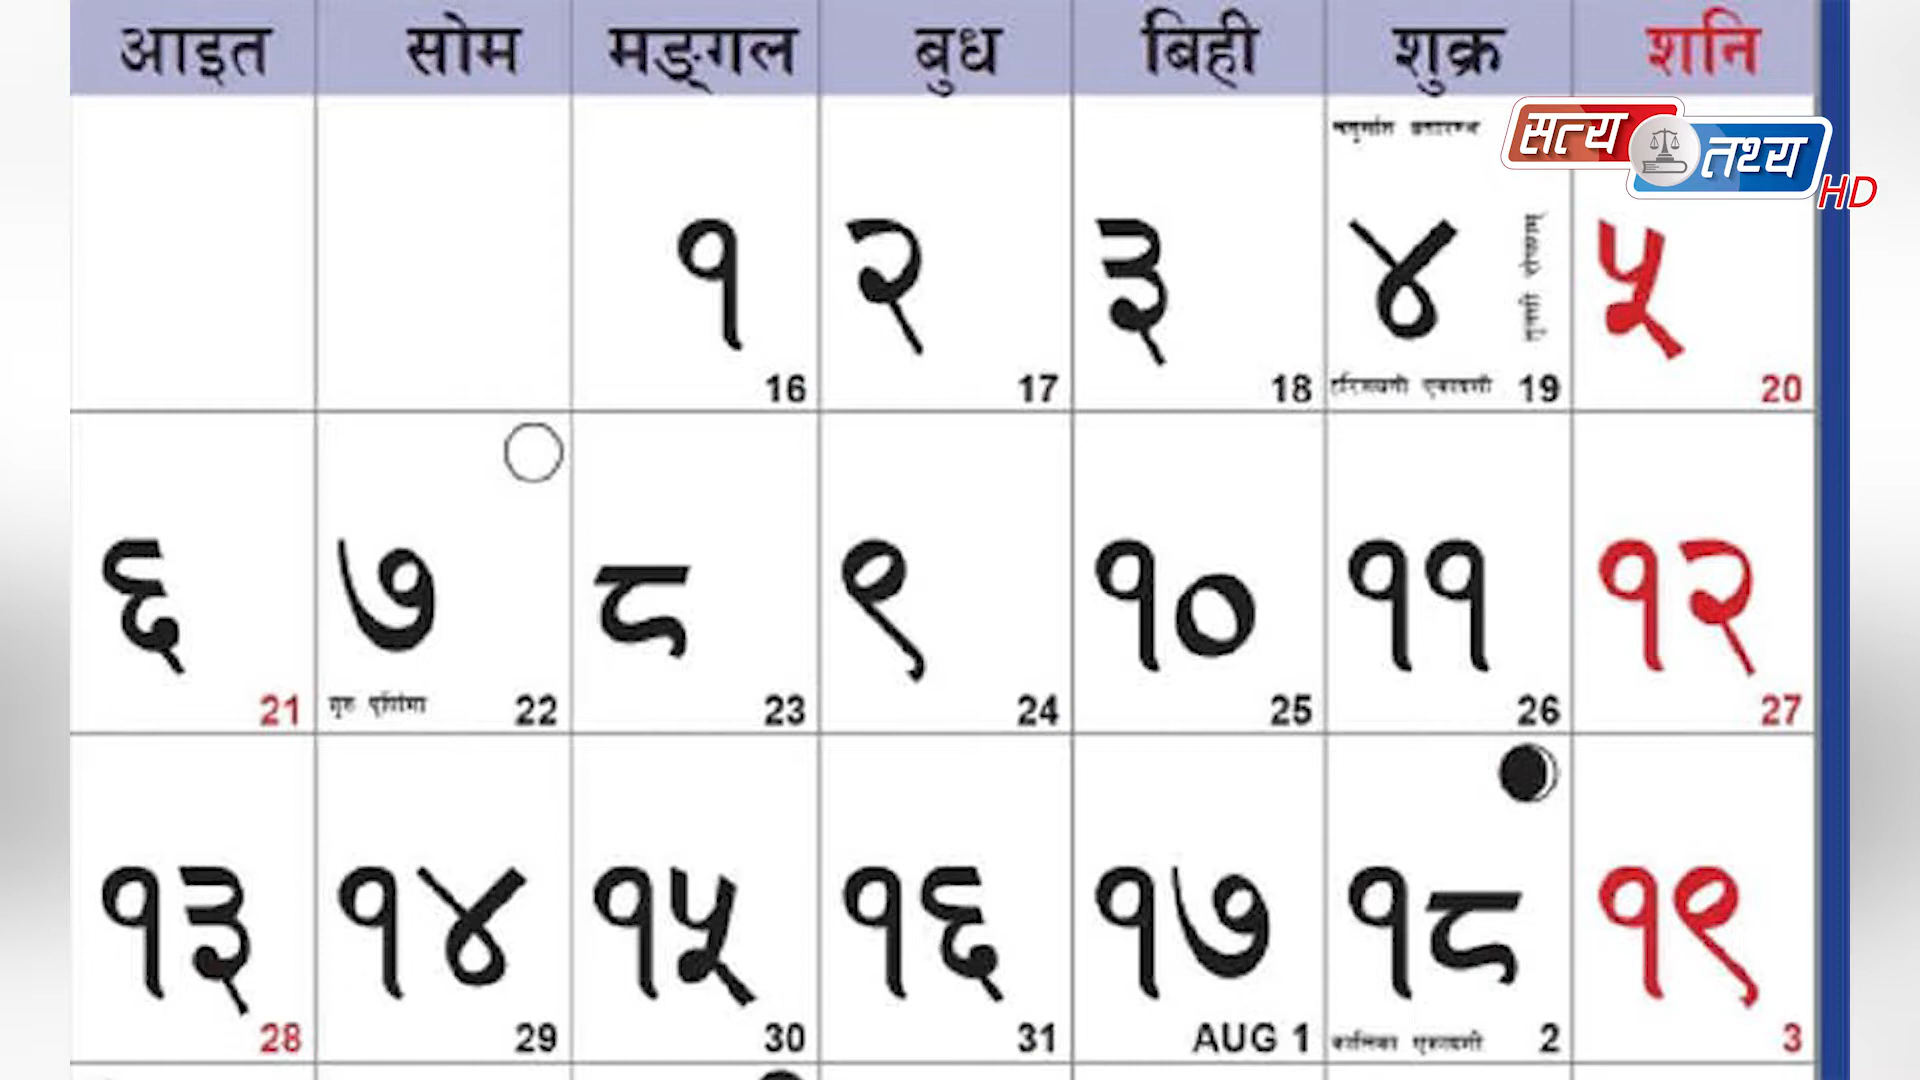 आइत सोम मङ्गल बुध बिही शुक्र शनि
सत्य तथ्य HD
१ २ ३ ४ ५
16 17 18 19 20
६ ७ ८ ९ १० ११ १२
21 गुरु पूर्णिमा 22 23 24 25 26 27
१३ १४ १५ १६ १७ १८ १९
28 29 30 31 AUG 1 2 3